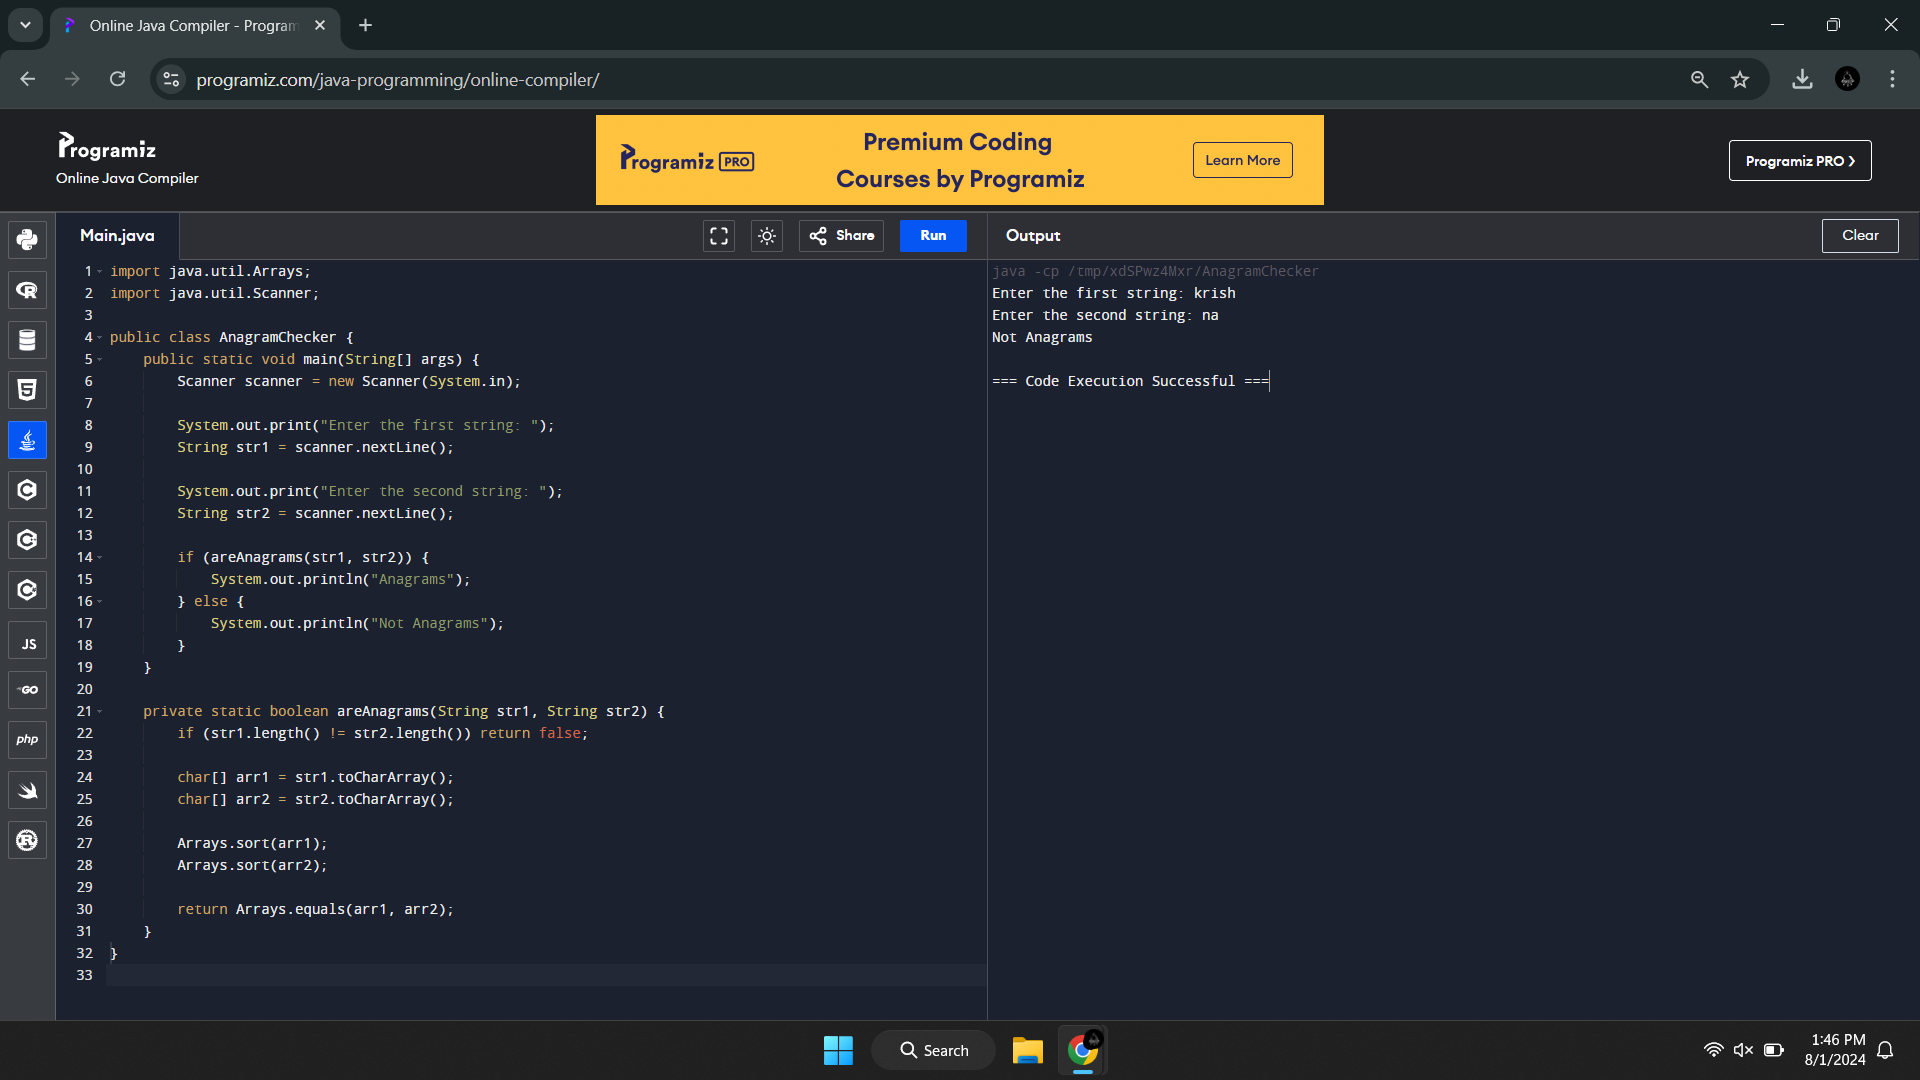 Online Java Compiler - Program
programiz.com/java-programming/online-compiler/
Programiz
Online Java Compiler
Programiz PRO
Premium Coding
Courses by Programiz
Learn More
Programiz PRO >
Main.java
Share
Run
Output
Clear
1 import java.util.Arrays;
2 import java.util.Scanner;
3
4 public class AnagramChecker {
5     public static void main(String[] args) {
6         Scanner scanner = new Scanner(System.in);
7
8         System.out.print("Enter the first string: ");
9         String str1 = scanner.nextLine();
10
11         System.out.print("Enter the second string: ");
12         String str2 = scanner.nextLine();
13
14         if (areAnagrams(str1, str2)) {
15             System.out.println("Anagrams");
16         } else {
17             System.out.println("Not Anagrams");
18         }
19     }
20
21     private static boolean areAnagrams(String str1, String str2) {
22         if (str1.length() != str2.length()) return false;
23
24         char[] arr1 = str1.toCharArray();
25         char[] arr2 = str2.toCharArray();
26
27         Arrays.sort(arr1);
28         Arrays.sort(arr2);
29
30         return Arrays.equals(arr1, arr2);
31     }
32 }
33
java -cp /tmp/xdSPwz4Mxr/AnagramChecker
Enter the first string: krish
Enter the second string: na
Not Anagrams
=== Code Execution Successful ===
JS
GO
php
Search
1:46 PM
8/1/2024